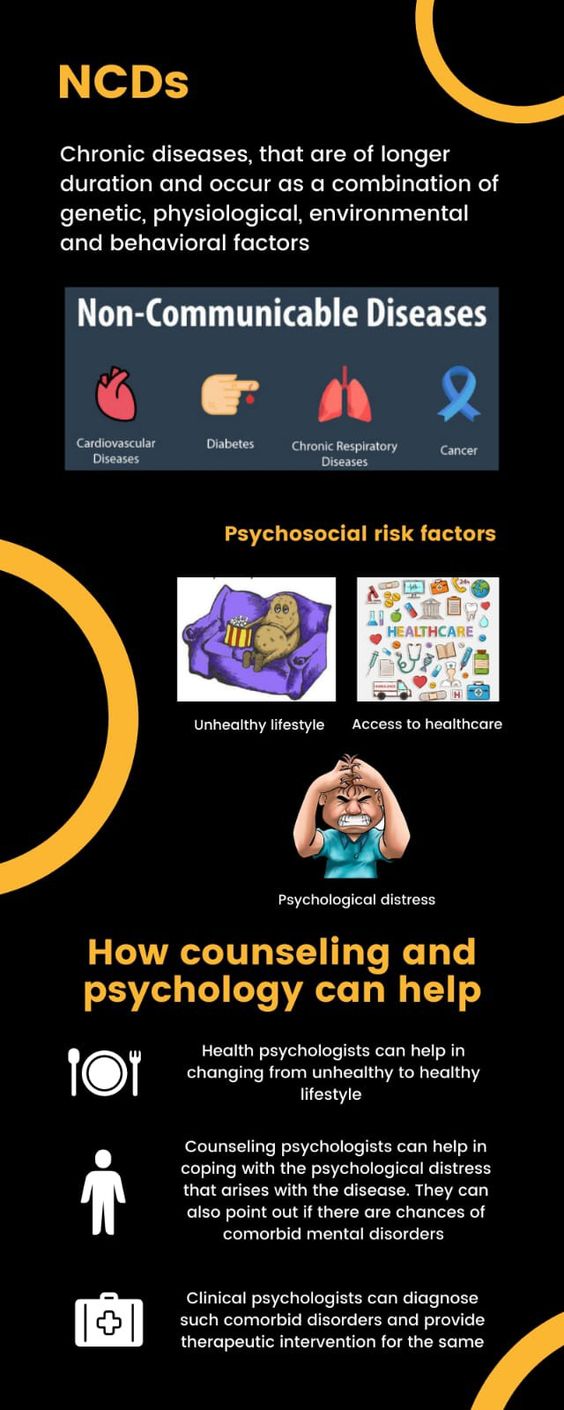 NCDs
Chronic diseases, that are of longer
duration and occur as a combination of
genetic, physiological, environmental
and behavioral factors
Non-Communicable Diseases
Cardiovascular
Diseases
Diabetes
Chronic Respiratory
Diseases
Cancer
Psychosocial risk factors
24h
HEALTHCARE
H
Unhealthy lifestyle
Access to healthcare
Psychological distress
How counseling and
psychology can help
Health psychologists can help in
changing from unhealthy to healthy
lifestyle
Counseling psychologists can help in
coping with the psychological distress
that arises with the disease. They can
also point out if there are chances of
comorbid mental disorders
Clinical psychologists can diagnose
such comorbid disorders and provide
therapeutic intervention for the same